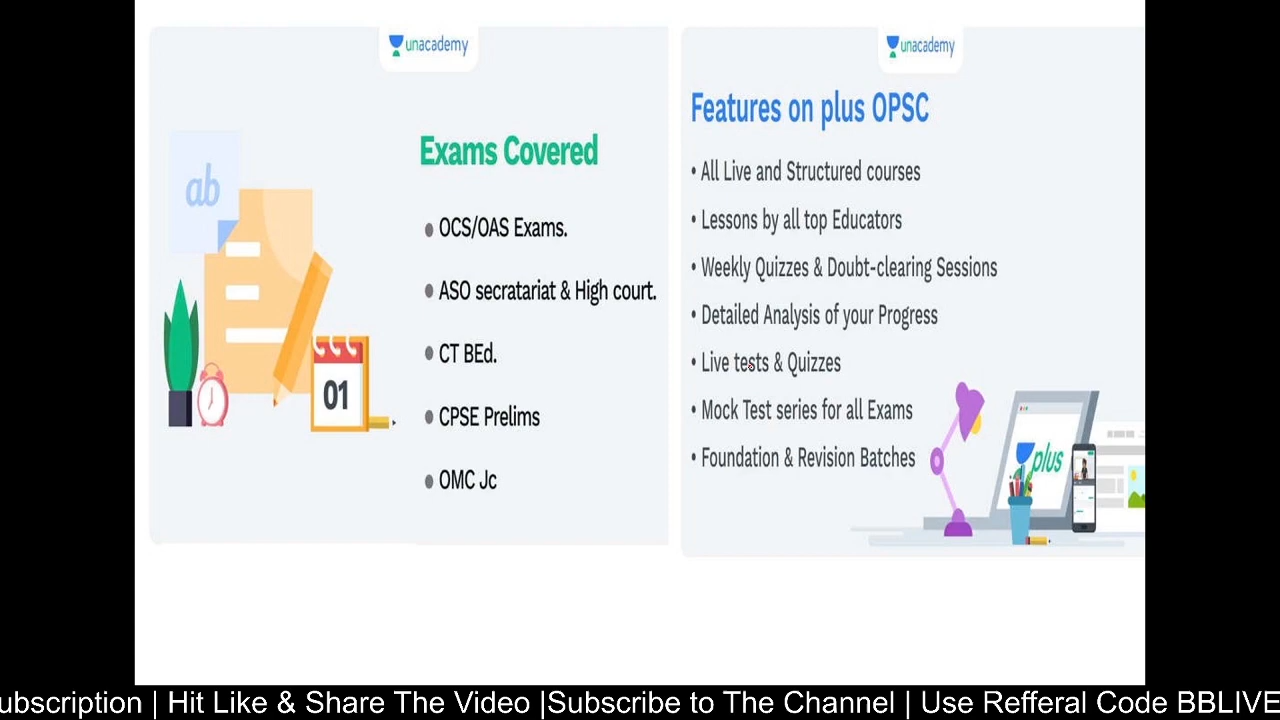 unacademy
Exams Covered
• OCS/OAS Exams.
• ASO secratariat & High court.
• CT BEd.
• CPSE Prelims
• OMC Jc
ab
01
unacademy
Features on plus OPSC
• All Live and Structured courses
• Lessons by all top Educators
• Weekly Quizzes & Doubt-clearing Sessions
• Detailed Analysis of your Progress
• Live tests & Quizzes
• Mock Test series for all Exams
• Foundation & Revision Batches
plus
ubscription | Hit Like & Share The Video |Subscribe to The Channel | Use Refferal Code BBLIVE